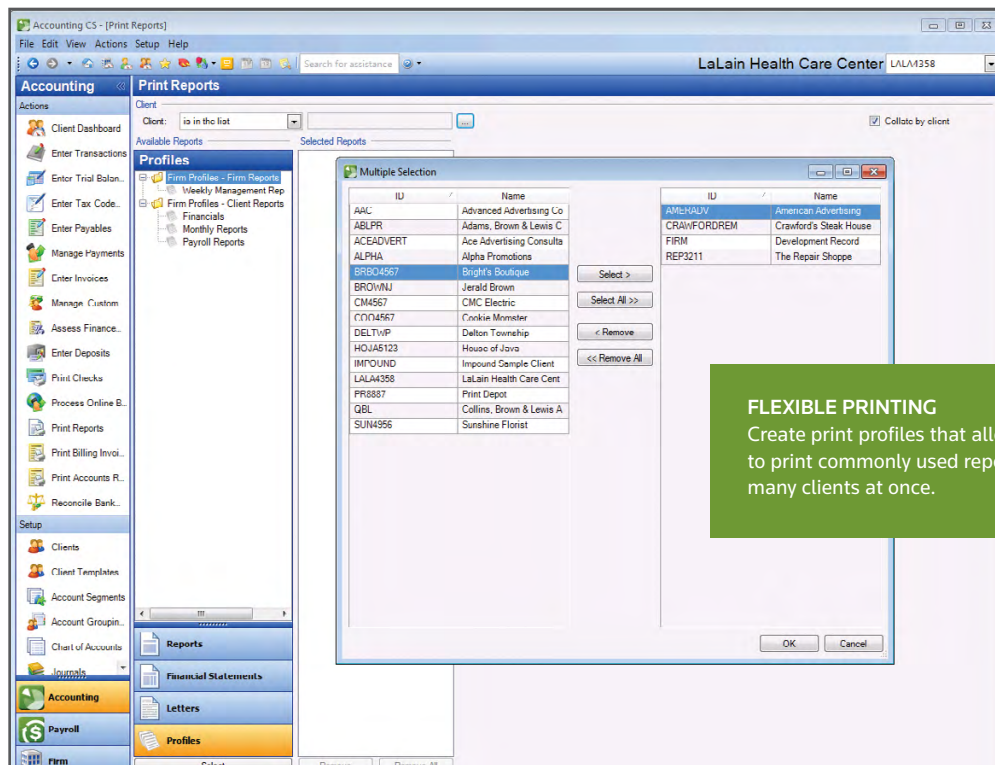 Accounting CS - [Print Reports]
File Edit View Actions Setup Help
Search for assistance
LaLain Health Care Center LALA4358
Accounting
Print Reports
Actions
Client
Client: is in the list ...
Collate by client
Available Reports
Selected Reports
Client Dashboard
Enter Transactions
Enter Trial Balan..
Enter Tax Code..
Enter Payables
Manage Payments
Enter Invoices
Manage Custom
Assess Finance..
Enter Deposits
Print Checks
Process Online B..
Print Reports
Print Billing Invoi..
Print Accounts R..
Reconcile Bank..
Setup
Clients
Client Templates
Account Segments
Account Groupin..
Chart of Accounts
Journals
Accounting
Payroll
Firm
Profiles
Firm Profiles - Firm Reports
Weekly Management Rep
Firm Profiles - Client Reports
Financials
Monthly Reports
Payroll Reports
Reports
Financial Statements
Letters
Profiles
Select
Remove
Remove All
Multiple Selection
ID Name
AAC Advanced Advertising Co
ABLPR Adams, Brown & Lewis C
ACEADVERT Ace Advertising Consulta
ALPHA Alpha Promotions
BRBO4567 Bright's Boutique
BROWNJ Jerald Brown
CM4567 CMC Electric
COO4567 Cookie Momster
DELTWP Delton Township
HOJA5123 House of Java
IMPOUND Impound Sample Client
LALA4358 LaLain Health Care Cent
PR8887 Print Depot
QBL Collins, Brown & Lewis A
SUN4956 Sunshine Florist
Select >
Select All >>
< Remove
<< Remove All
ID Name
AMERADV American Advertising
CRAWFORDREM Crawford's Steak House
FIRM Development Record
REP3211 The Repair Shoppe
OK Cancel
FLEXIBLE PRINTING
Create print profiles that all
to print commonly used rep
many clients at once.